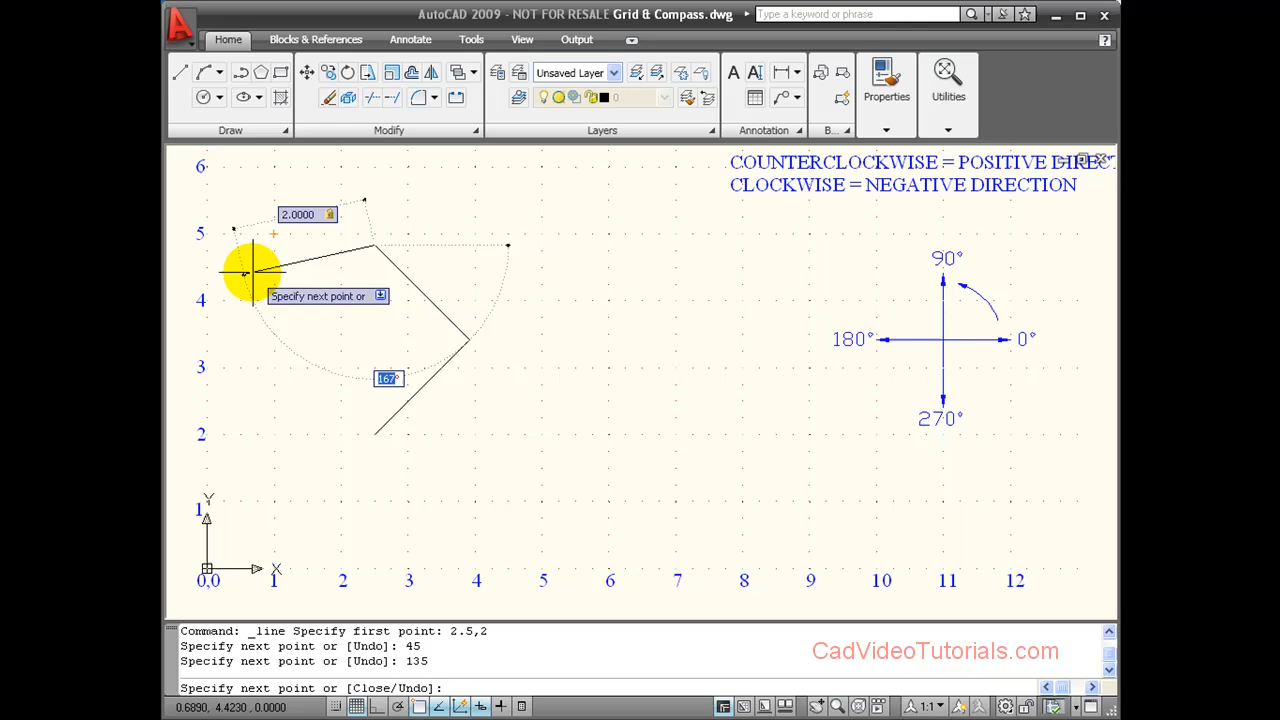 AutoCAD 2009 - NOT FOR RESALE Grid & Compass.dwg
Type a keyword or phrase
Home Blocks & References Annotate Tools View Output
Unsaved Layer
0
Properties
Utilities
Draw Modify Layers Annotation B...
COUNTERCLOCKWISE = POSITIVE DIRECT
CLOCKWISE = NEGATIVE DIRECTION
6
5
4
3
2
1
2.0000
Specify next point or
167°
90°
180°
0°
270°
Y
X
0,0 1 2 3 4 5 6 7 8 9 10 11 12
Command: _line Specify first point: 2.5,2
Specify next point or [Undo]: 45
Specify next point or [Undo]: 135
Specify next point or [Close/Undo]:
CadVideoTutorials.com
0.6890, 4.4230, 0.0000
1:1